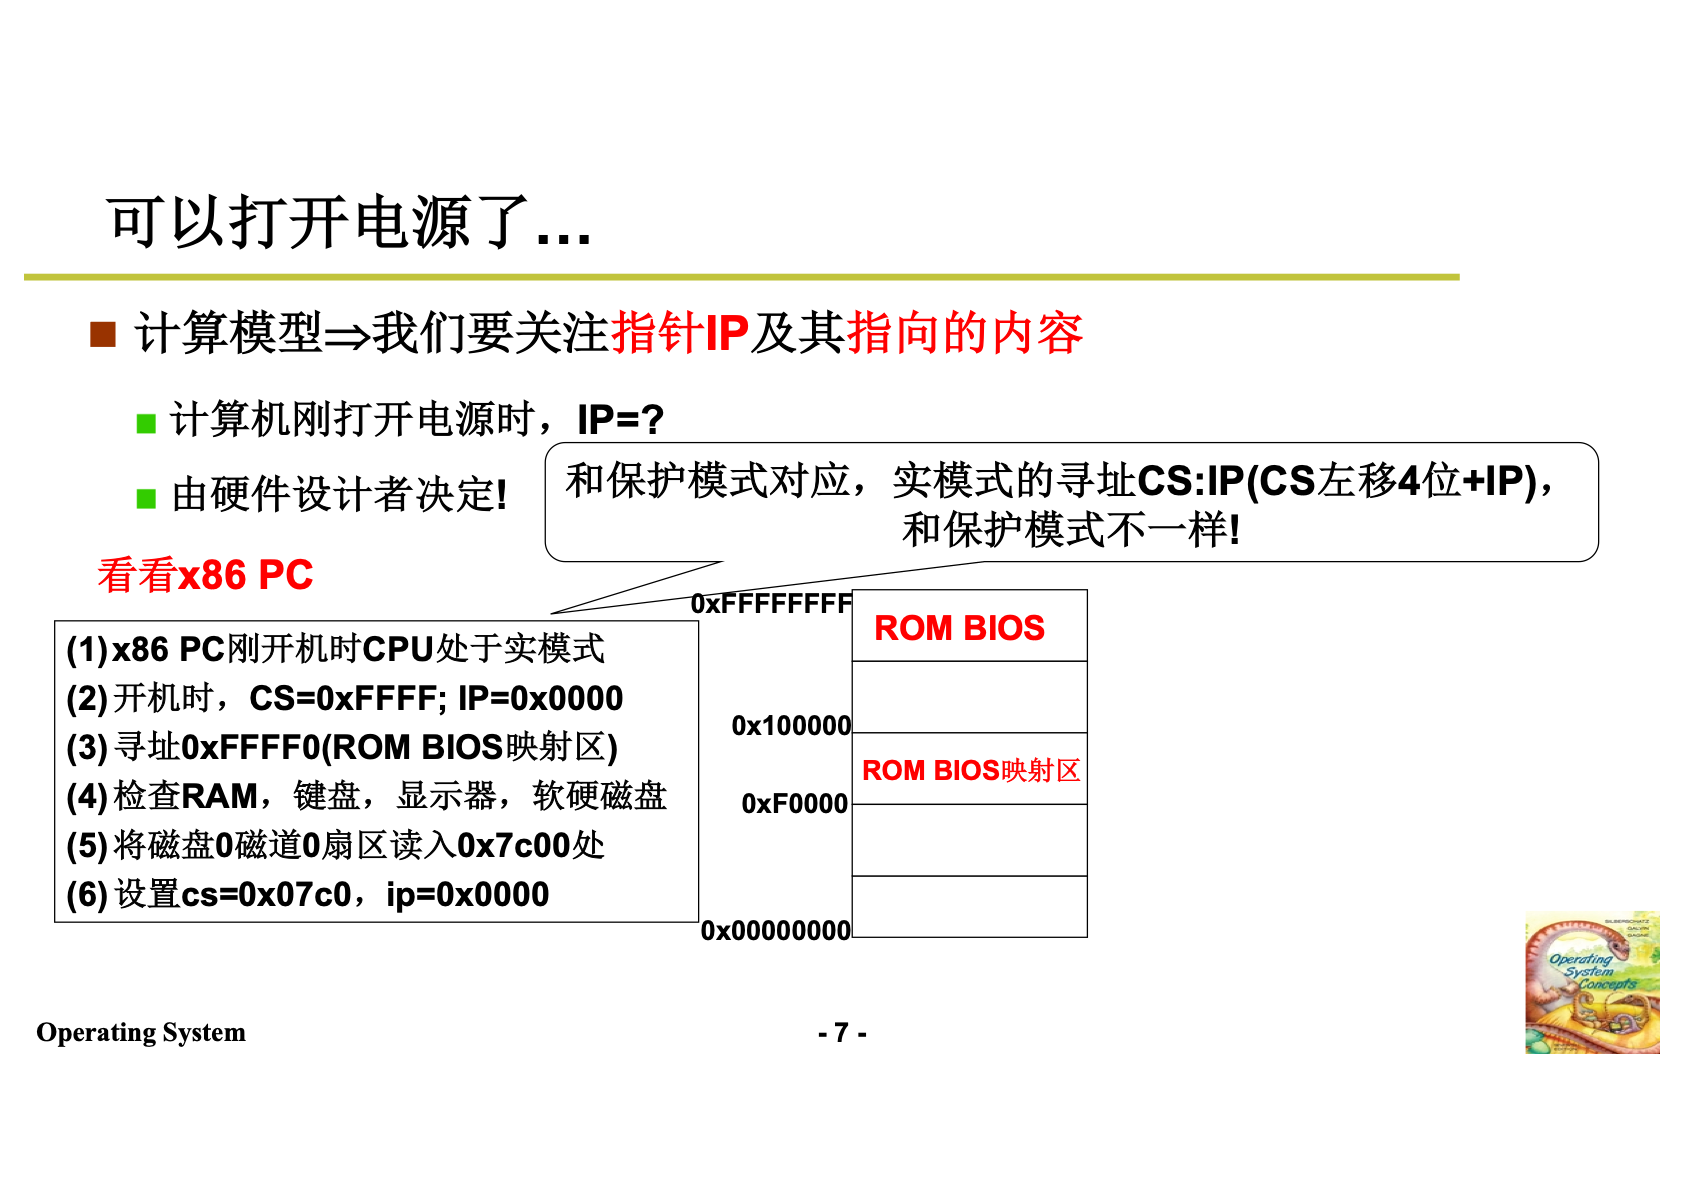 可以打开电源了...
计算模型⇒我们要关注指针IP及其指向的内容
计算机刚打开电源时，IP=?
由硬件设计者决定!
和保护模式对应，实模式的寻址CS:IP(CS左移4位+IP)，
和保护模式不一样!
看看x86 PC
(1)x86 PC刚开机时CPU处于实模式
(2)开机时，CS=0xFFFF; IP=0x0000
(3)寻址0xFFFF0(ROM BIOS映射区)
(4)检查RAM，键盘，显示器，软硬磁盘
(5)将磁盘0磁道0扇区读入0x7c00处
(6)设置cs=0x07c0，ip=0x0000
0xFFFFFFFF
ROM BIOS
0x100000
ROM BIOS映射区
0xF0000
0x00000000
SILBERSCHATZ
GALVIN
GAGNE
Operating
System
Concepts
Operating System
- 7 -